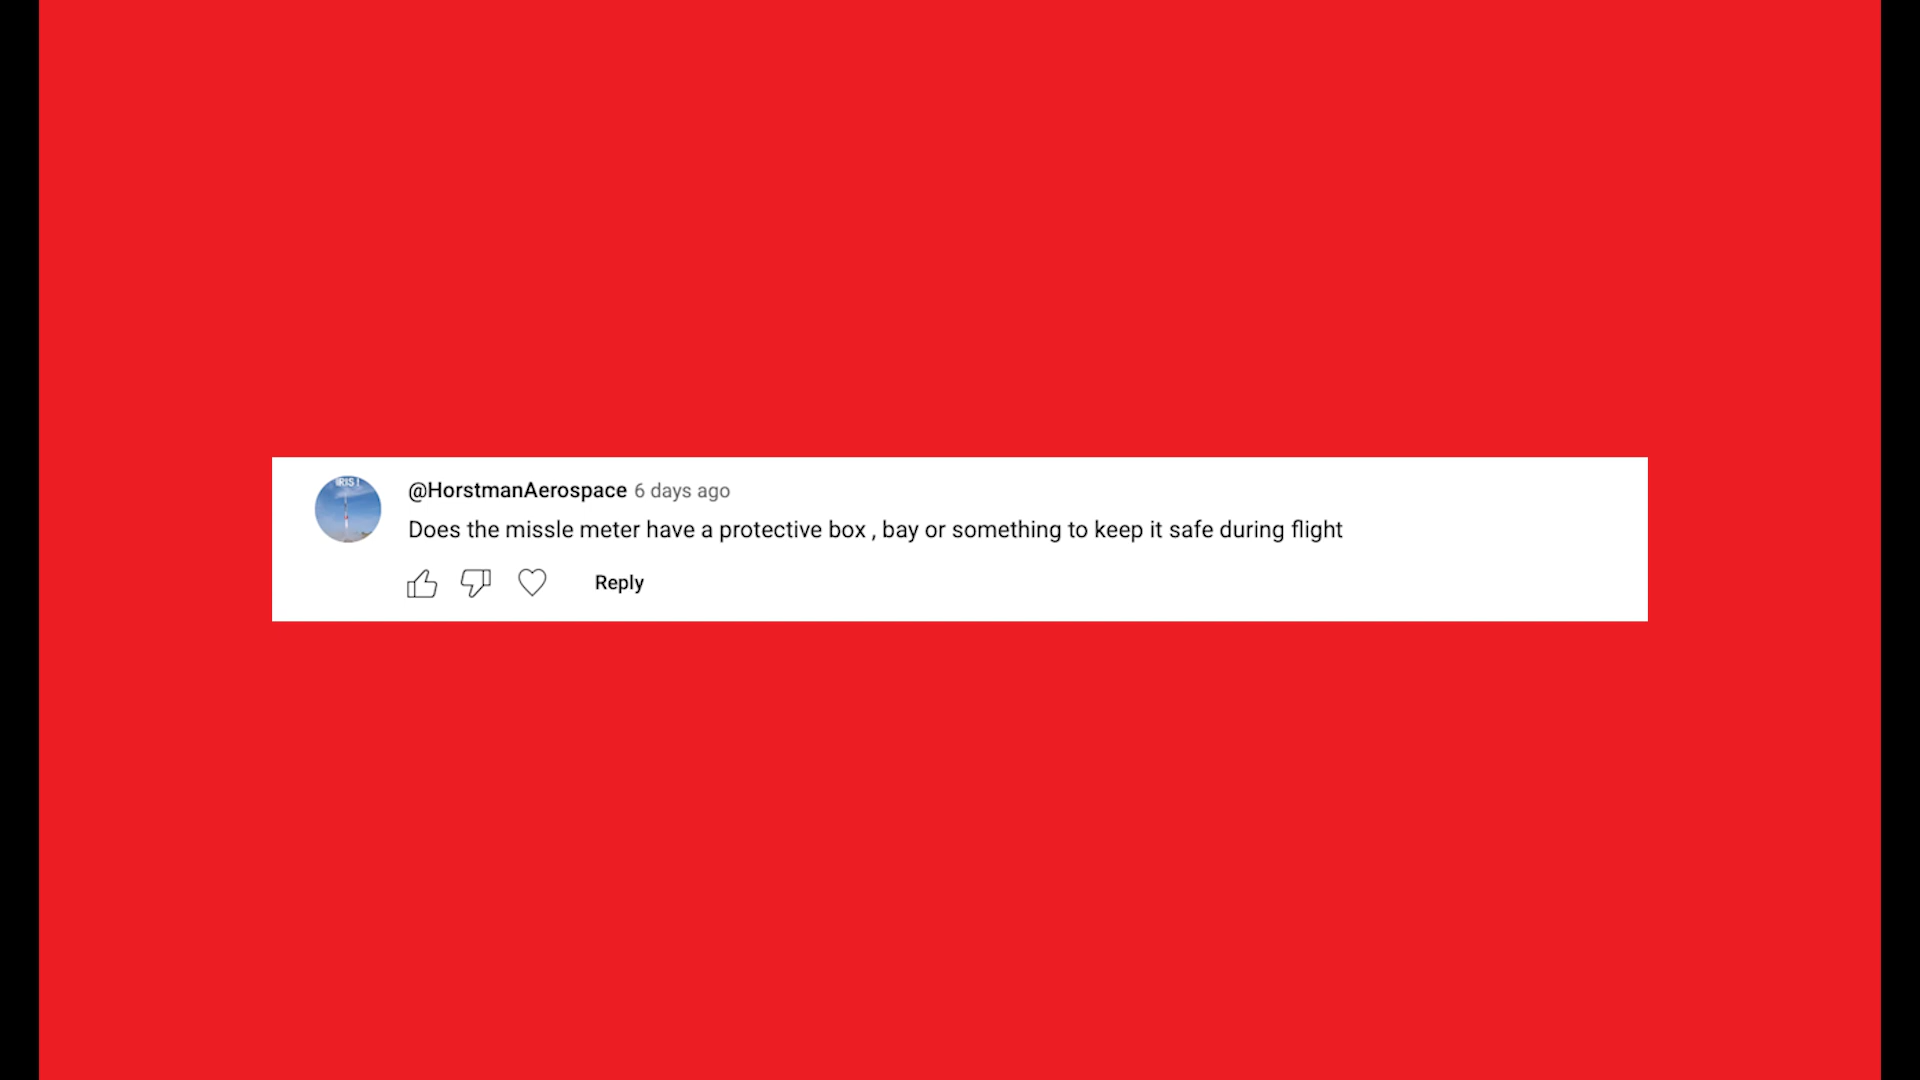 IRIS I
@HorstmanAerospace 6 days ago
Does the missle meter have a protective box , bay or something to keep it safe during flight
Reply